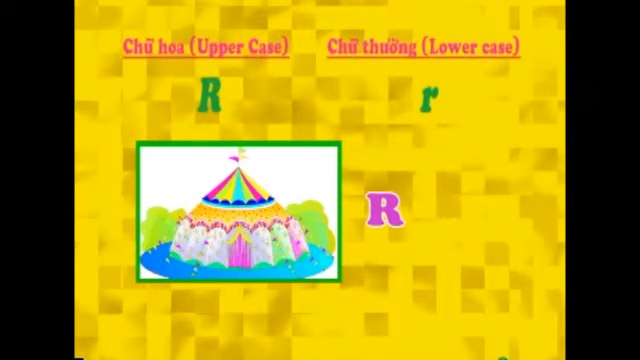 Chữ hoa (Upper Case) Chữ thường (Lower case)
R r
R